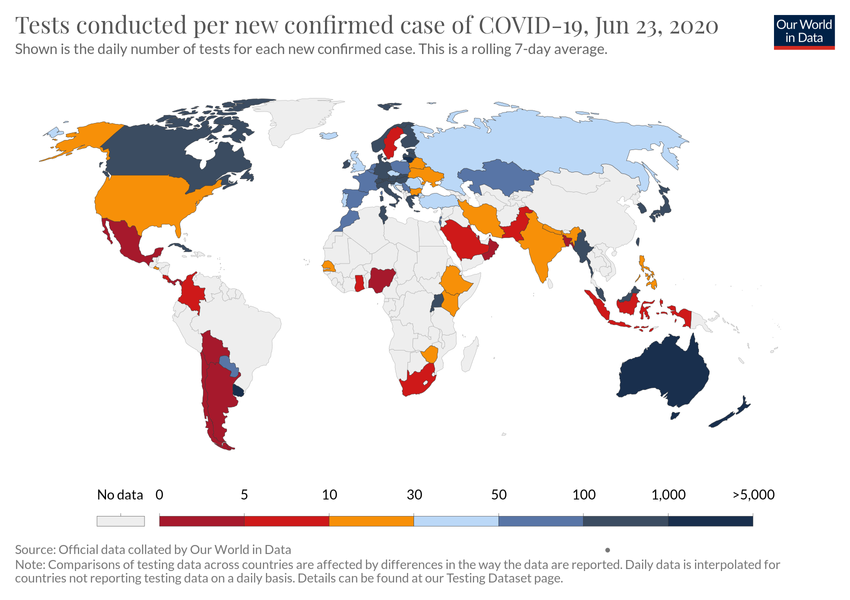 Tests conducted per new confirmed case of COVID-19, Jun 23, 2020
Shown is the daily number of tests for each new confirmed case. This is a rolling 7-day average.
Our World
in Data
No data 0 5 10 30 50 100 1,000 >5,000
Source: Official data collated by Our World in Data
Note: Comparisons of testing data across countries are affected by differences in the way the data are reported. Daily data is interpolated for
countries not reporting testing data on a daily basis. Details can be found at our Testing Dataset page.